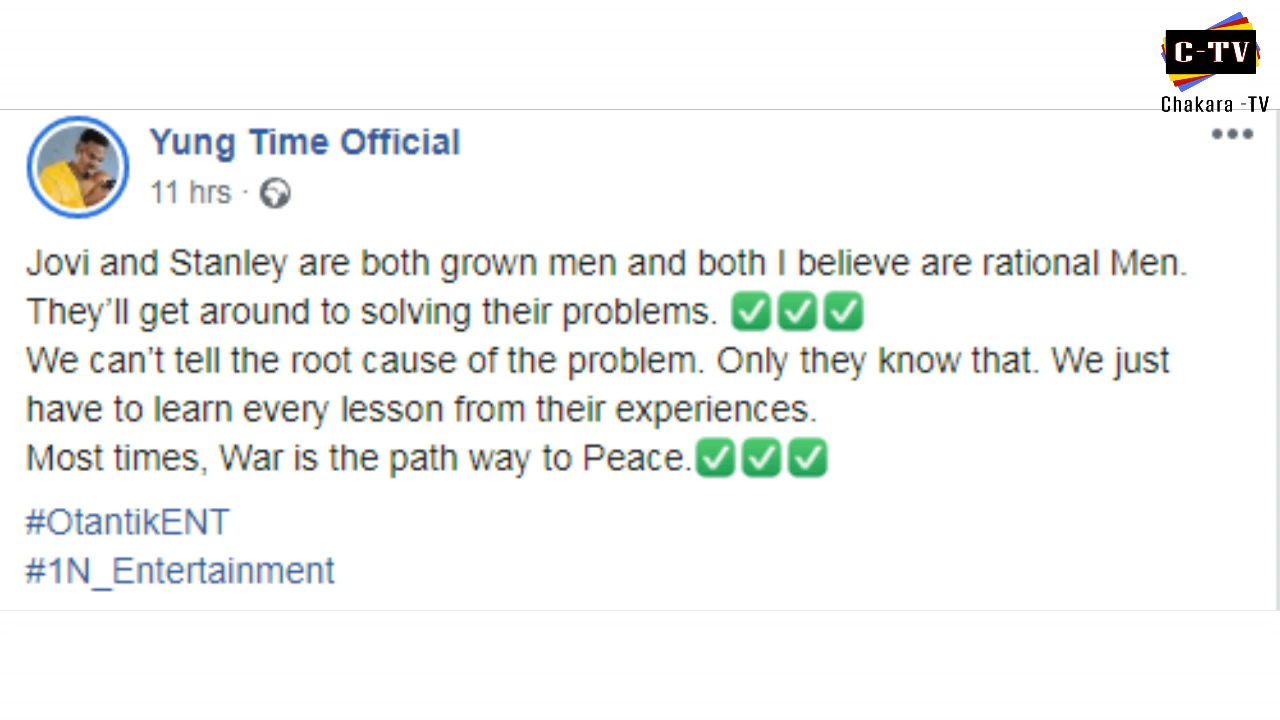 C-TV
Chakara -TV
Yung Time Official
11 hrs ·
Jovi and Stanley are both grown men and both I believe are rational Men.
They’ll get around to solving their problems. ✅✅✅
We can’t tell the root cause of the problem. Only they know that. We just
have to learn every lesson from their experiences.
Most times, War is the path way to Peace.✅✅✅
#OtantikENT
#1N_Entertainment